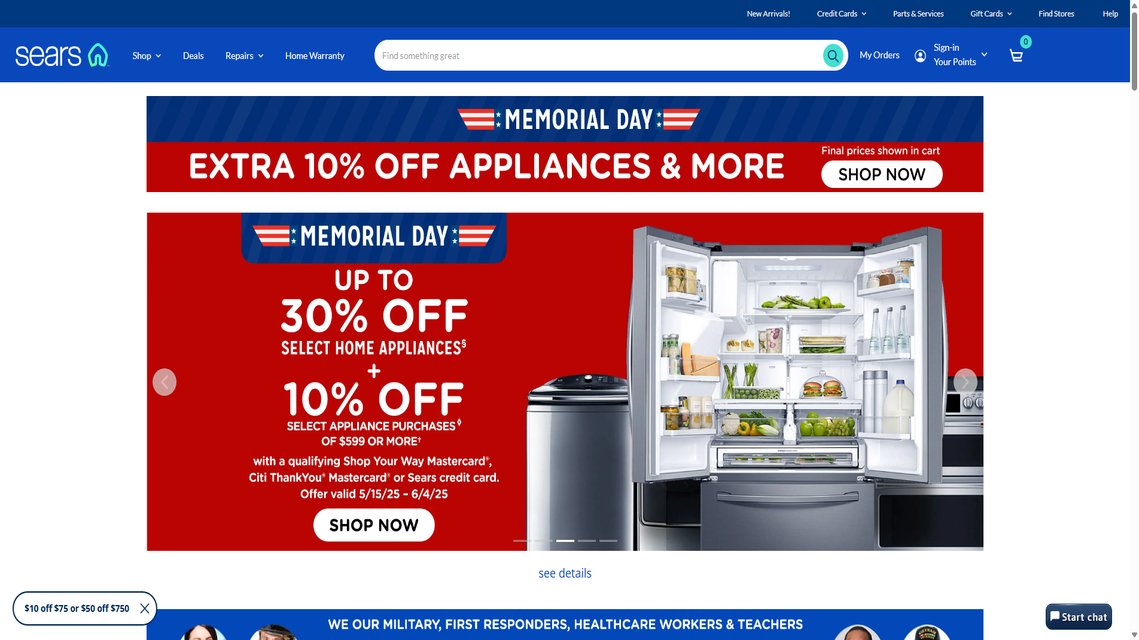 New Arrivals!
Credit Cards
Parts & Services
Gift Cards
Find Stores
Help
sears
Shop
Deals
Repairs
Home Warranty
Find something great
My Orders
Sign-in
Your Points
0
MEMORIAL DAY
EXTRA 10% OFF APPLIANCES & MORE
Final prices shown in cart
SHOP NOW
MEMORIAL DAY
UP TO
30% OFF
SELECT HOME APPLIANCES§
+
10% OFF
SELECT APPLIANCE PURCHASES◊
OF $599 OR MORE†
with a qualifying Shop Your Way Mastercard®,
Citi ThankYou® Mastercard® or Sears credit card.
Offer valid 5/15/25 – 6/4/25
SHOP NOW
see details
$10 off $75 or $50 off $750
Start chat
WE OUR MILITARY, FIRST RESPONDERS, HEALTHCARE WORKERS & TEACHERS